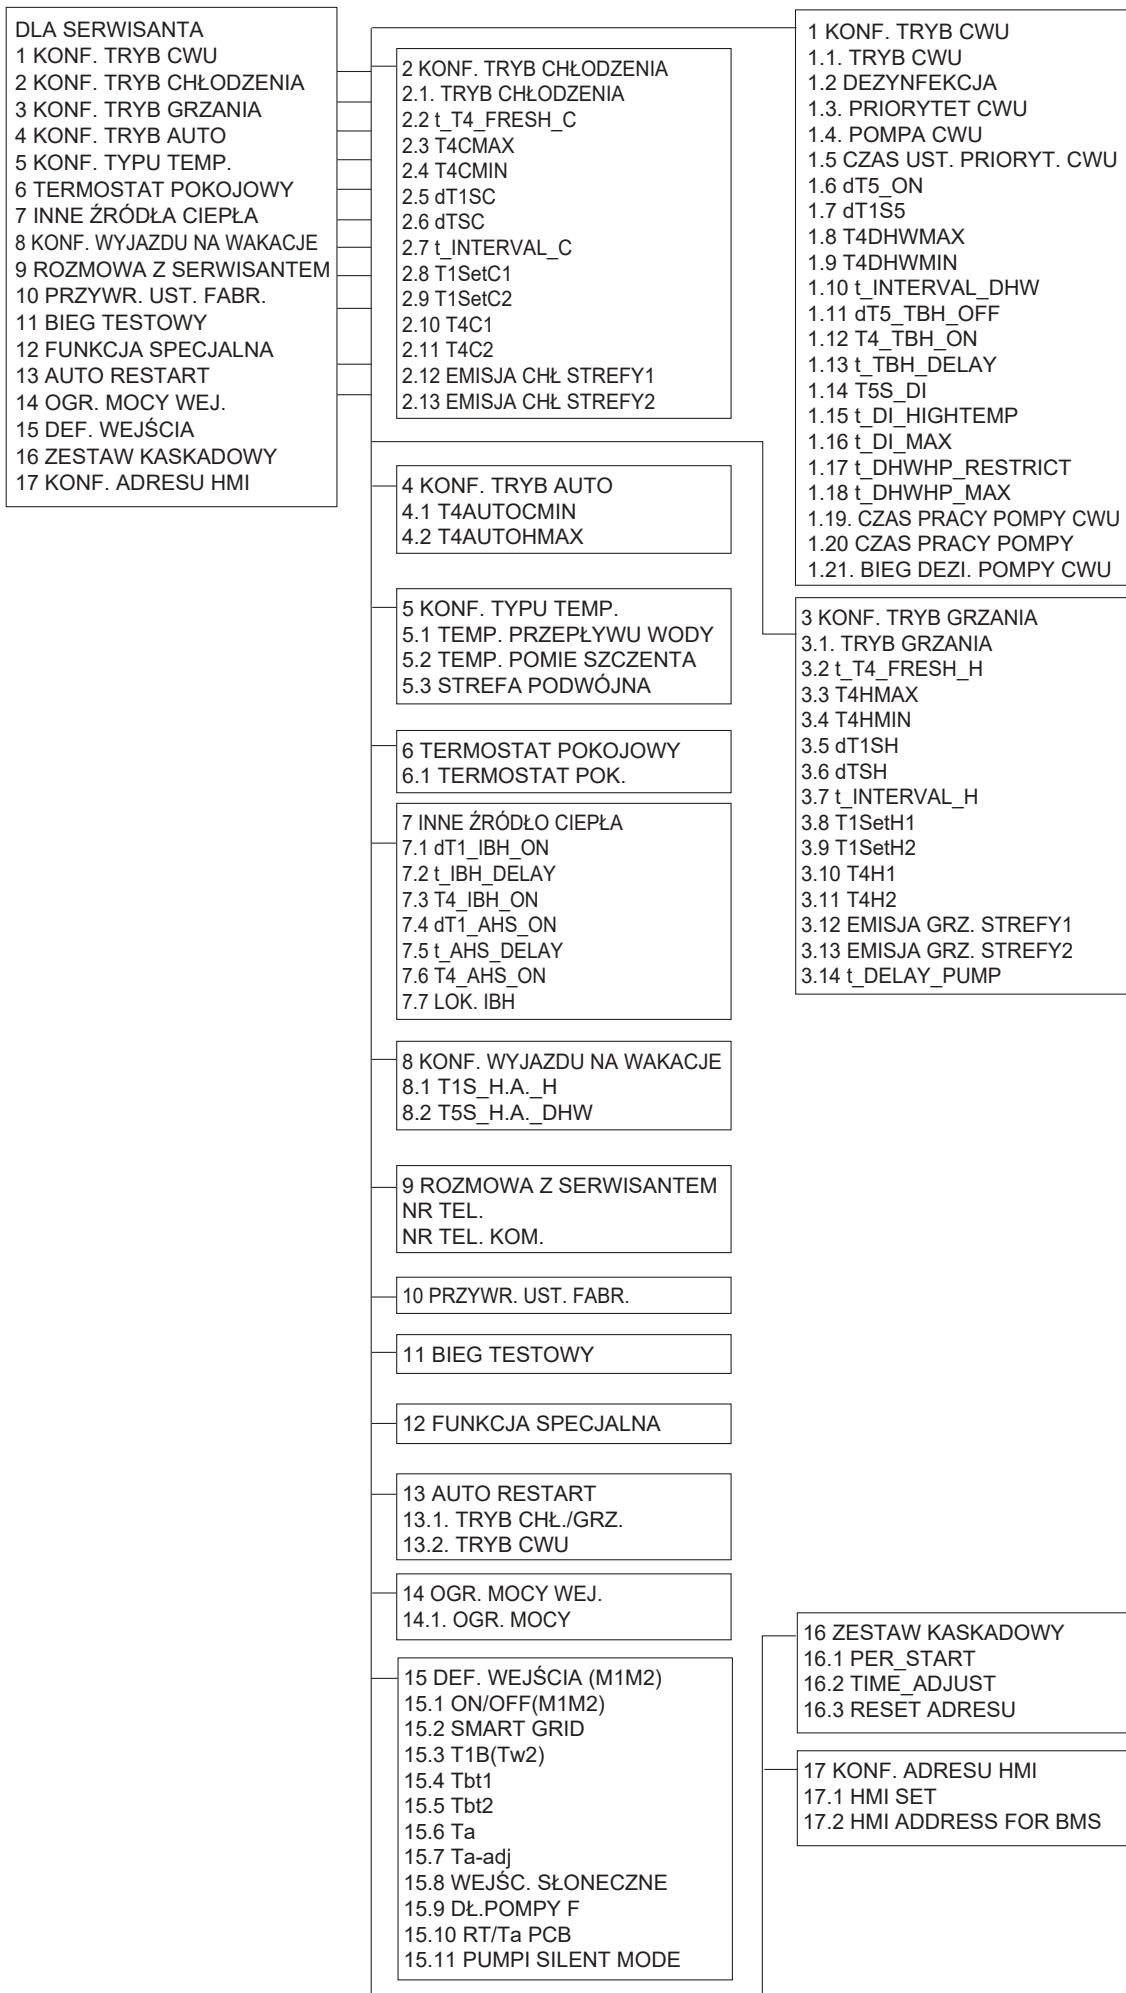 DLA SERWISANTA
1 KONF. TRYB CWU
2 KONF. TRYB CHŁODZENIA
3 KONF. TRYB GRZANIA
4 KONF. TRYB AUTO
5 KONF. TYPU TEMP.
6 TERMOSTAT POKOJOWY
7 INNE ŹRÓDŁA CIEPŁA
8 KONF. WYJAZDU NA WAKACJE
9 ROZMOWA Z SERWISANTEM
10 PRZYWR. UST. FABR.
11 BIEG TESTOWY
12 FUNKCJA SPECJALNA
13 AUTO RESTART
14 OGR. MOCY WEJ.
15 DEF. WEJŚCIA
16 ZESTAW KASKADOWY
17 KONF. ADRESU HMI
1 KONF. TRYB CWU
1.1. TRYB CWU
1.2 DEZYNFEKCJA
1.3. PRIORYTET CWU
1.4. POMPA CWU
1.5 CZAS UST. PRIORYT. CWU
1.6 dT5_ON
1.7 dT1S5
1.8 T4DHWMAX
1.9 T4DHWMIN
1.10 t_INTERVAL_DHW
1.11 dT5_TBH_OFF
1.12 T4_TBH_ON
1.13 t_TBH_DELAY
1.14 T5S_DI
1.15 t_DI_HIGHTEMP
1.16 t_DI_MAX
1.17 t_DHWHP_RESTRICT
1.18 t_DHWHP_MAX
1.19. CZAS PRACY POMPY CWU
1.20 CZAS PRACY POMPY
1.21. BIEG DEZI. POMPY CWU
2 KONF. TRYB CHŁODZENIA
2.1. TRYB CHŁODZENIA
2.2 t_T4_FRESH_C
2.3 T4CMAX
2.4 T4CMIN
2.5 dT1SC
2.6 dTSC
2.7 t_INTERVAL_C
2.8 T1SetC1
2.9 T1SetC2
2.10 T4C1
2.11 T4C2
2.12 EMISJA CHŁ STREFY1
2.13 EMISJA CHŁ STREFY2
3 KONF. TRYB GRZANIA
3.1. TRYB GRZANIA
3.2 t_T4_FRESH_H
3.3 T4HMAX
3.4 T4HMIN
3.5 dT1SH
3.6 dTSH
3.7 t_INTERVAL_H
3.8 T1SetH1
3.9 T1SetH2
3.10 T4H1
3.11 T4H2
3.12 EMISJA GRZ. STREFY1
3.13 EMISJA GRZ. STREFY2
3.14 t_DELAY_PUMP
4 KONF. TRYB AUTO
4.1 T4AUTOCMIN
4.2 T4AUTOHMAX
5 KONF. TYPU TEMP.
5.1 TEMP. PRZEPŁYWU WODY
5.2 TEMP. POMIE SZCZENTA
5.3 STREFA PODWÓJNA
6 TERMOSTAT POKOJOWY
6.1 TERMOSTAT POK.
7 INNE ŹRÓDŁO CIEPŁA
7.1 dT1_IBH_ON
7.2 t_IBH_DELAY
7.3 T4_IBH_ON
7.4 dT1_AHS_ON
7.5 t_AHS_DELAY
7.6 T4_AHS_ON
7.7 LOK. IBH
8 KONF. WYJAZDU NA WAKACJE
8.1 T1S_H.A._H
8.2 T5S_H.A._DHW
9 ROZMOWA Z SERWISANTEM
NR TEL.
NR TEL. KOM.
10 PRZYWR. UST. FABR.
11 BIEG TESTOWY
12 FUNKCJA SPECJALNA
13 AUTO RESTART
13.1. TRYB CHŁ./GRZ.
13.2. TRYB CWU
14 OGR. MOCY WEJ.
14.1. OGR. MOCY
15 DEF. WEJŚCIA (M1M2)
15.1 ON/OFF(M1M2)
15.2 SMART GRID
15.3 T1B(Tw2)
15.4 Tbt1
15.5 Tbt2
15.6 Ta
15.7 Ta-adj
15.8 WEJŚC. SŁONECZNE
15.9 DŁ.POMPY F
15.10 RT/Ta PCB
15.11 PUMPI SILENT MODE
16 ZESTAW KASKADOWY
16.1 PER_START
16.2 TIME_ADJUST
16.3 RESET ADRESU
17 KONF. ADRESU HMI
17.1 HMI SET
17.2 HMI ADDRESS FOR BMS